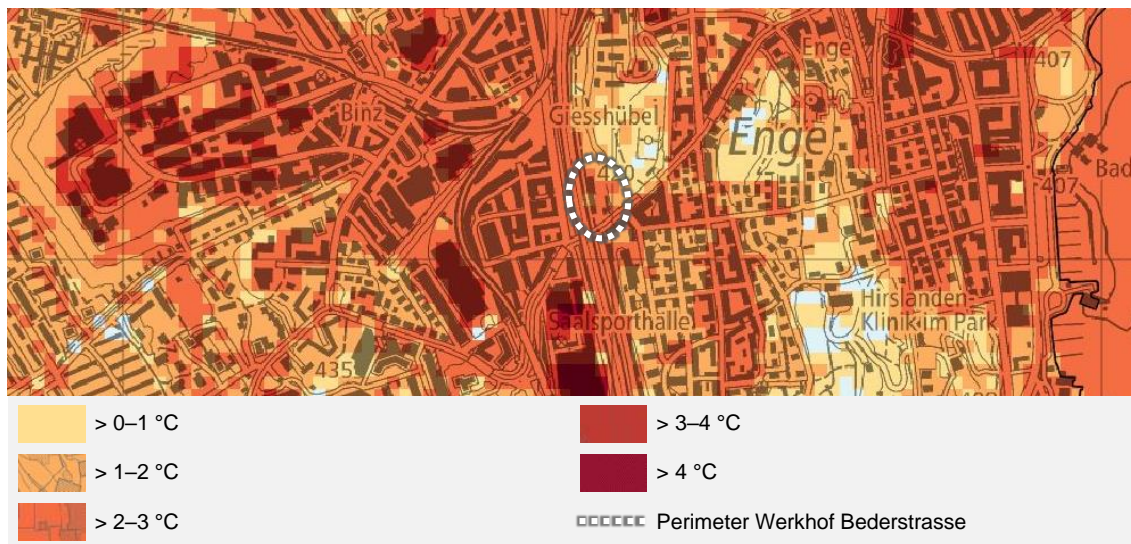 Enge
407
Binz
Giesshübel
Enge
420
Bad
407
Hirslanden-
Klinik im Park
Saalsporthalle
435
> 0–1 °C
> 3–4 °C
> 1–2 °C
> 4 °C
> 2–3 °C
Perimeter Werkhof Bederstrasse